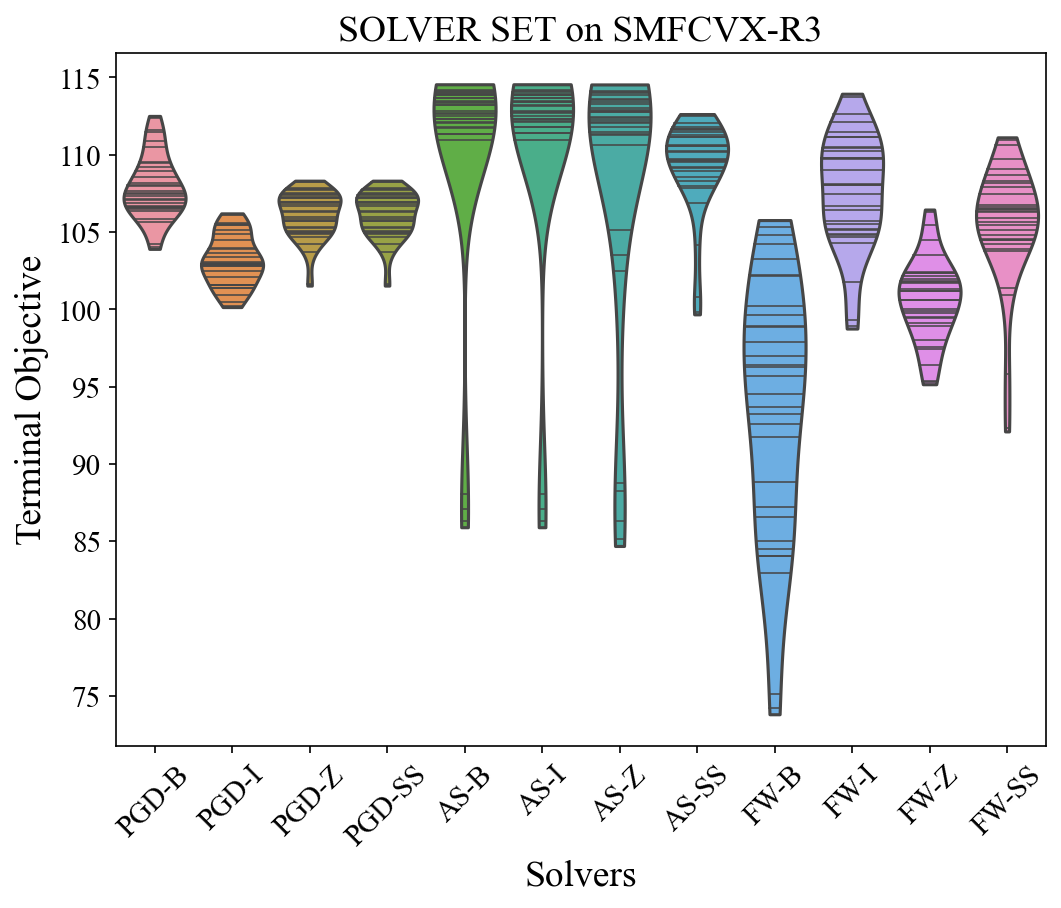 SOLVER SET on SMFCVX-R3
Terminal Objective
115
110
105
100
95
90
85
80
75
PGD-B
PGD-I
PGD-Z
PGD-SS
AS-B
AS-I
AS-Z
AS-SS
FW-B
FW-I
FW-Z
FW-SS
Solvers